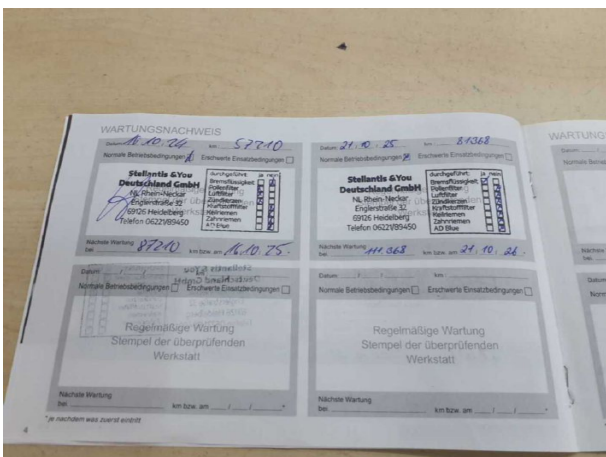 WARTUNGSNACHWEIS
Datum 16.10.24 km 57210
Normale Betriebsbedingungen Erschwerte Einsatzbedingungen
Stellantis &You
Deutschland GmbH
NL Rhein-Neckar
Englerstraße 32
69126 Heidelberg
Telefon 06221/89450
durchgeführt: ja nein
Bremsflüssigkeit
Pollenfilter
Luftfilter
Zündkerzen
Kraftstofffilter
Keilriemen
Zahnriemen
AD Blue
Nächste Wartung
bei 87210 km bzw. am 16.10.25.
Datum 21.10.25 km 81368
Normale Betriebsbedingungen Erschwerte Einsatzbedingungen
Stellantis &You
Deutschland GmbH
NL Rhein-Neckar
Englerstraße 32
69126 Heidelberg
Telefon 06221/89450
durchgeführt: ja nein
Bremsflüssigkeit
Pollenfilter
Luftfilter
Zündkerzen
Kraftstofffilter
Keilriemen
Zahnriemen
AD Blue
Nächste Wartung
bei 111.368 km bzw. am 21.10.26.
Datum / / km
Normale Betriebsbedingungen Erschwerte Einsatzbedingungen
Regelmäßige Wartung
Stempel der überprüfenden
Werkstatt
Nächste Wartung
bei km bzw. am / / *
Datum / / km
Normale Betriebsbedingungen Erschwerte Einsatzbedingungen
Regelmäßige Wartung
Stempel der überprüfenden
Werkstatt
Nächste Wartung
bei km bzw. am / / *
* je nachdem was zuerst eintritt
4
WARTUNG